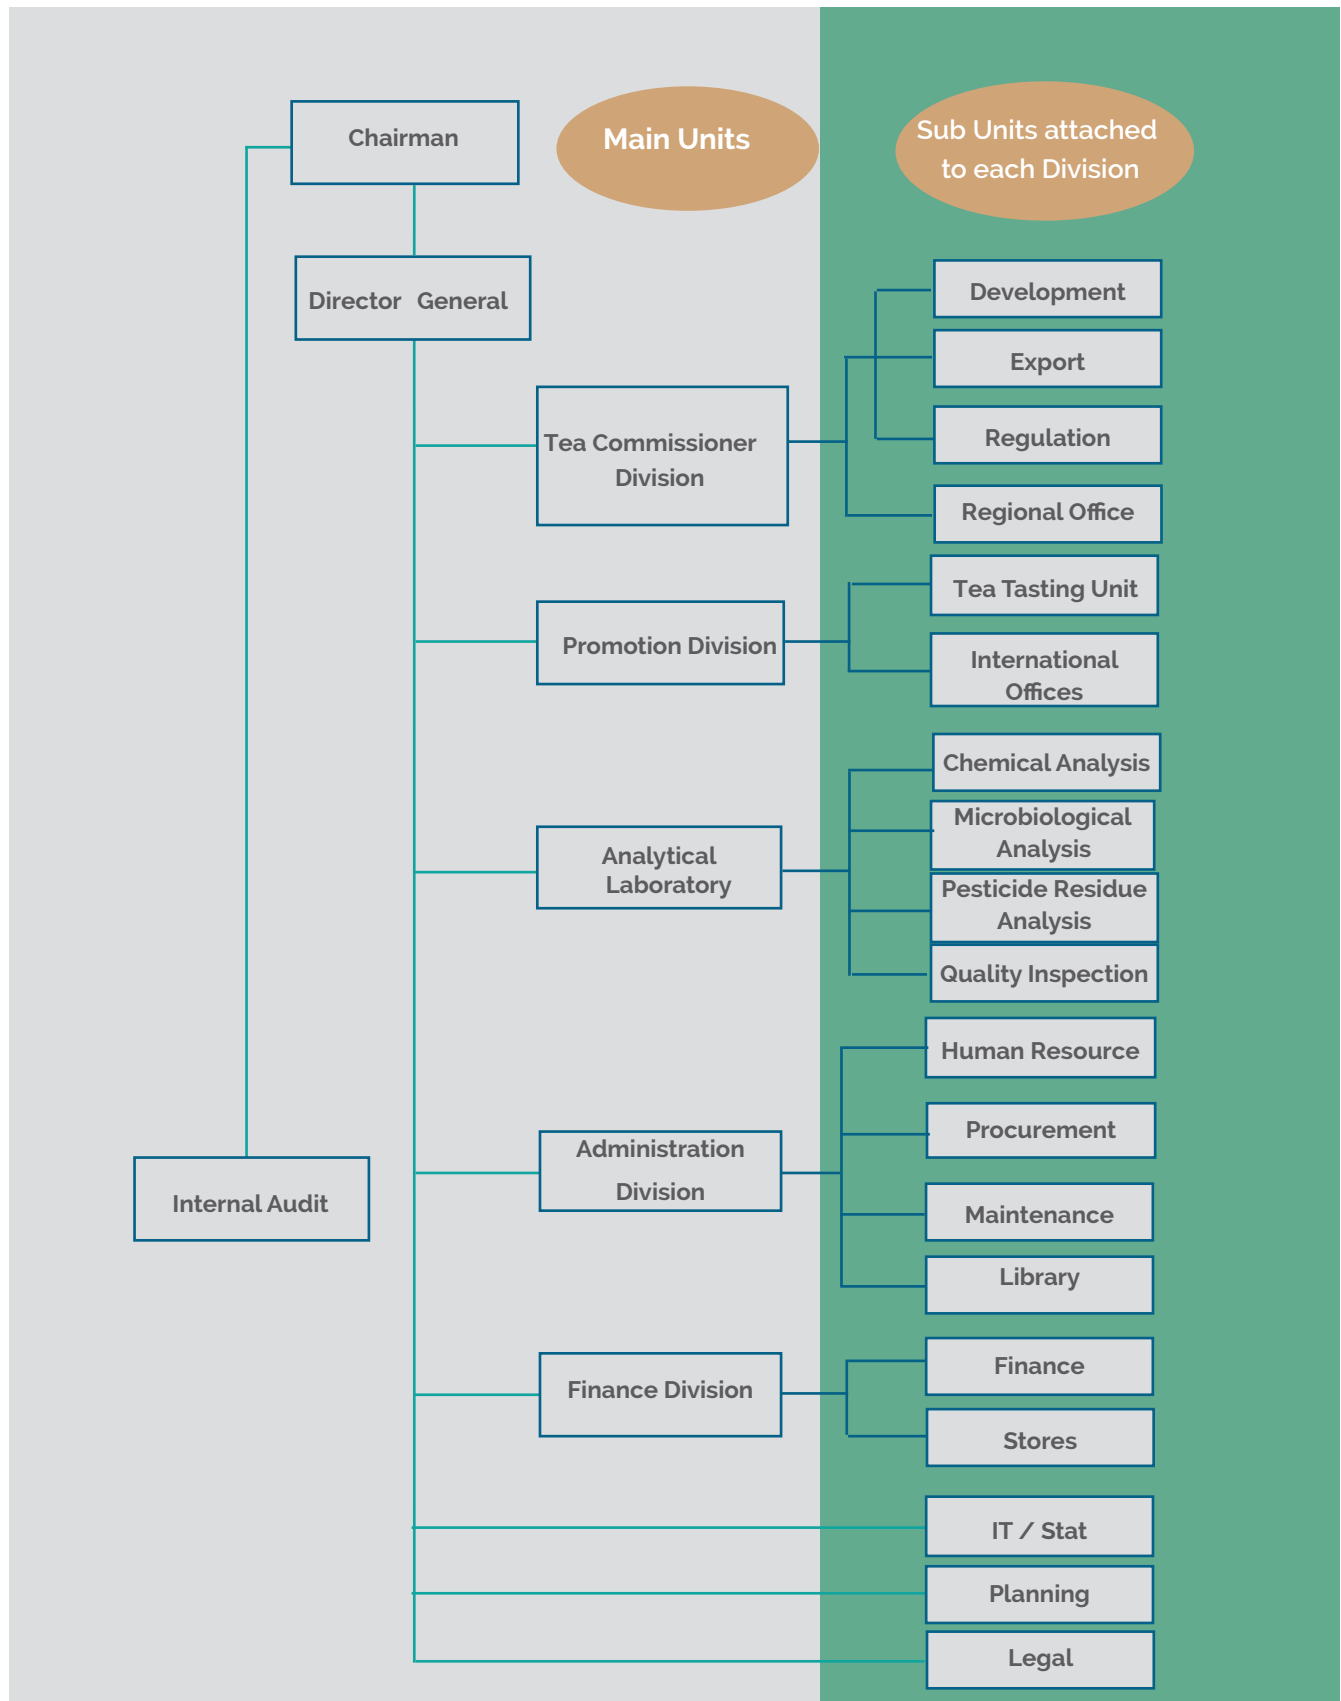 Chairman
Main Units
Sub Units attached
to each Division
Director General
Development
Export
Tea Commissioner
Division
Regulation
Regional Office
Tea Tasting Unit
Promotion Division
International
Offices
Chemical Analysis
Microbiological
Analysis
Analytical
Laboratory
Pesticide Residue
Analysis
Quality Inspection
Human Resource
Procurement
Administration
Division
Internal Audit
Maintenance
Library
Finance
Finance Division
Stores
IT / Stat
Planning
Legal